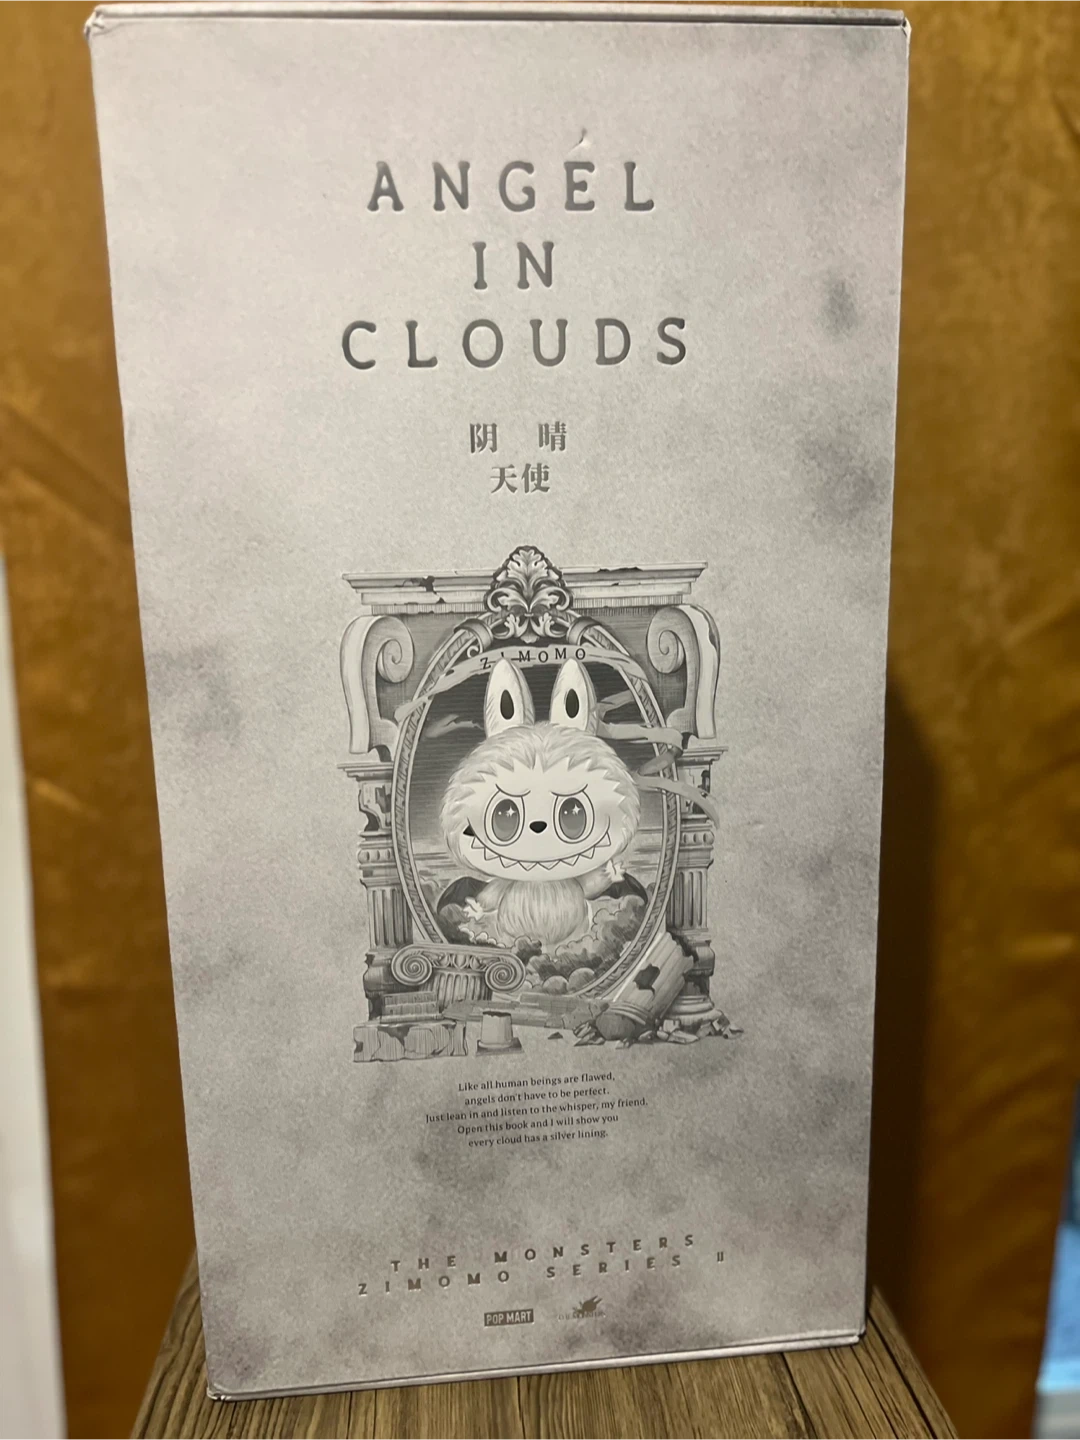 ANGEL
IN
CLOUDS
阴 晴
天使
ZIMOMO
Like all human beings are flawed,
angels don't have to be perfect.
Just lean in and listen to the whisper, my friend.
Open this book and I will show you
every cloud has a silver lining.
THE MONSTERS
ZIMOMO SERIES II
POP MART